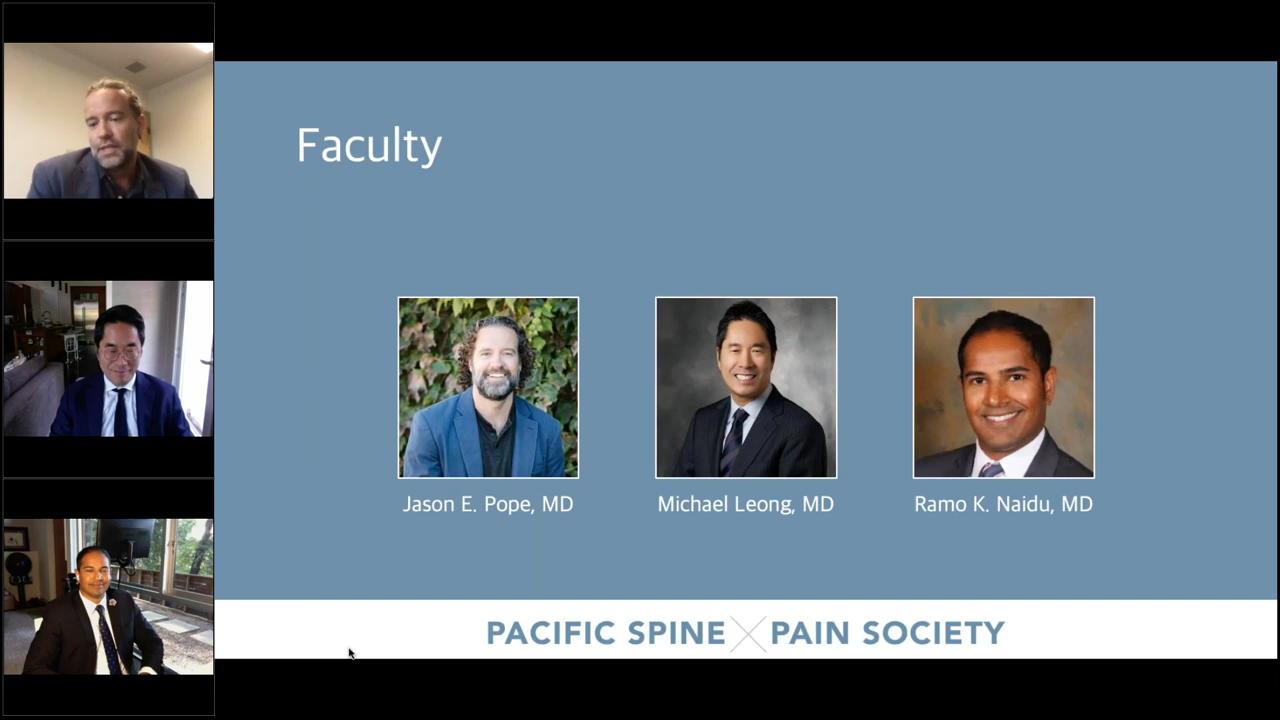 Faculty
Jason E. Pope, MD
Michael Leong, MD
Ramo K. Naidu, MD
PACIFIC SPINE PAIN SOCIETY